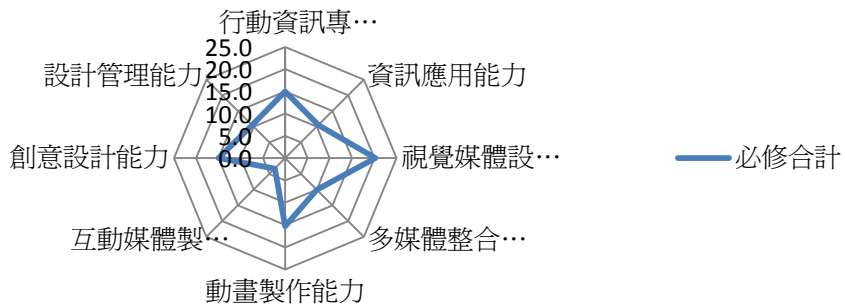 行動資訊專…
25.0
20.0
15.0
10.0
5.0
0.0
資訊應用能力
視覺媒體設…
多媒體整合…
動畫製作能力
互動媒體製…
創意設計能力
設計管理能力
必修合計